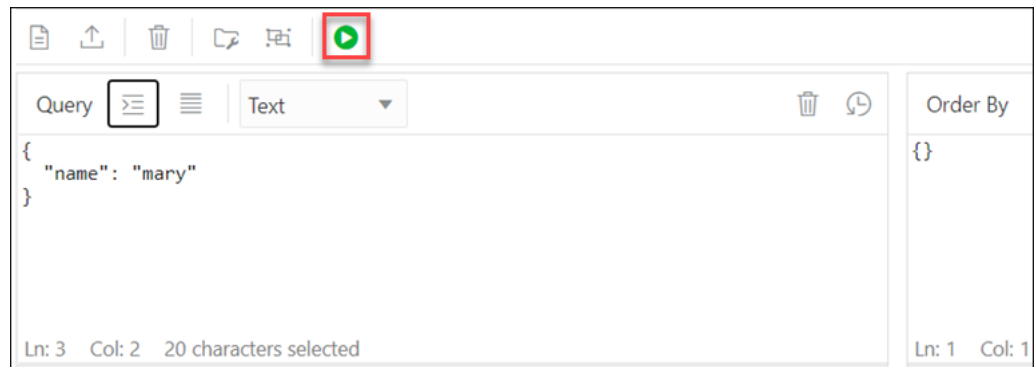 Query Text Order By
{
"name": "mary"
}
{}
Ln: 3 Col: 2 20 characters selected
Ln: 1 Col: 1